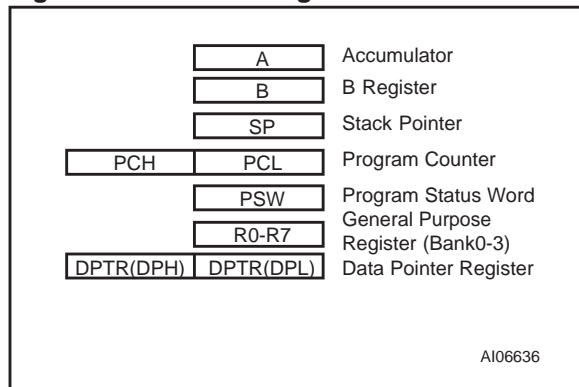 A Accumulator
B B Register
SP Stack Pointer
PCH PCL Program Counter
PSW Program Status Word
R0-R7 General Purpose
Register (Bank0-3)
DPTR(DPH) DPTR(DPL) Data Pointer Register
AI06636